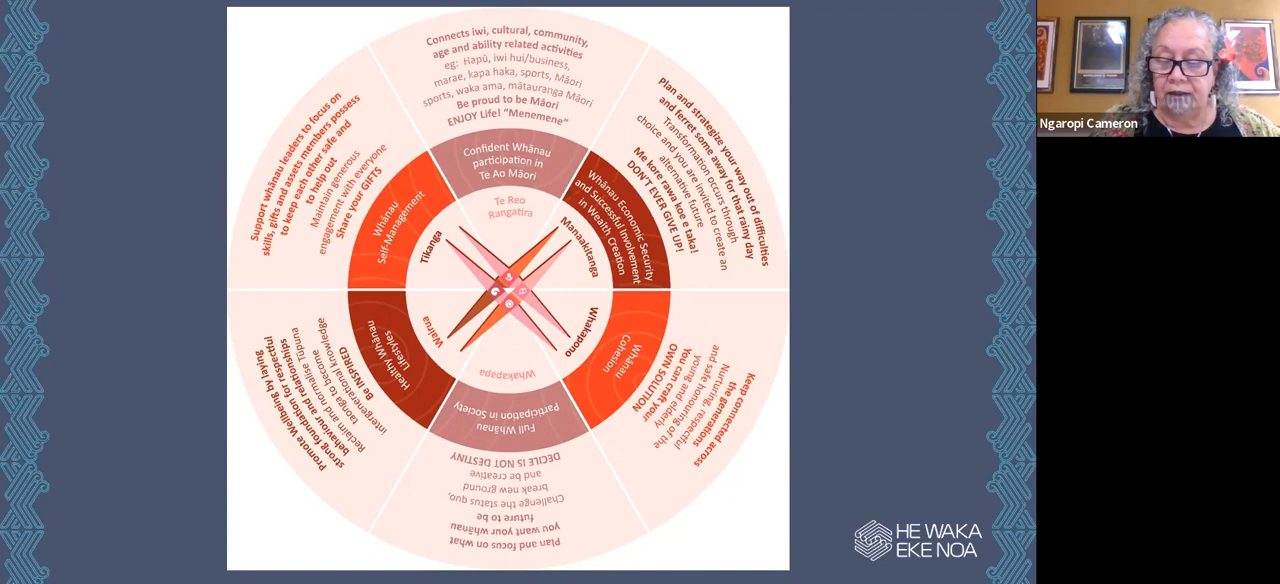 Connects iwi, cultural, community,
age and ability related activities
eg: Hapū, iwi hui/business,
marae, kapa haka, sports, Māori
sports, waka ama, mātauranga Māori
Be proud to be Māori
ENJOY Life! "Menemene"
Confident Whānau
participation in
Te Ao Māori
Te Reo
Rangatira
Plan and strategize your way out of difficulties
and ferret some away for that rainy day
Transformation occurs through
choice and you are invited to create an
alternative future
Me kore rawa koe e taka!
DON'T EVER GIVE UP!
Whānau Economic Security
and Successful Involvement
in Wealth Creation
Manaakitanga
Keep connected across
the generations
Nurturing, respectful
and safe honouring of the
young and elderly
You can craft your
OWN SOLUTION
Whānau
Cohesion
Whakapono
Plan and focus on what
you want your whānau
future to be
Challenge the status quo,
break new ground
and be creative
DECILE IS NOT DESTINY
Full Whānau
Participation in Society
Whakapapa
Promote Wellbeing by laying
strong foundation for respectful
behaviours and relationships
Reclaim and normalise Tūpuna
taonga to become
intergenerational knowledge
Be INSPIRED
Healthy Whānau
Lifestyles
Wairua
Support whānau leaders to focus on
skills, gifts and assets members possess
to keep each other safe and
to help out
Maintain generous
engagement with everyone
Share your GIFTS
Whānau
Self-Management
Tikanga
HE WAKA
EKE NOA
Ngaropi Cameron